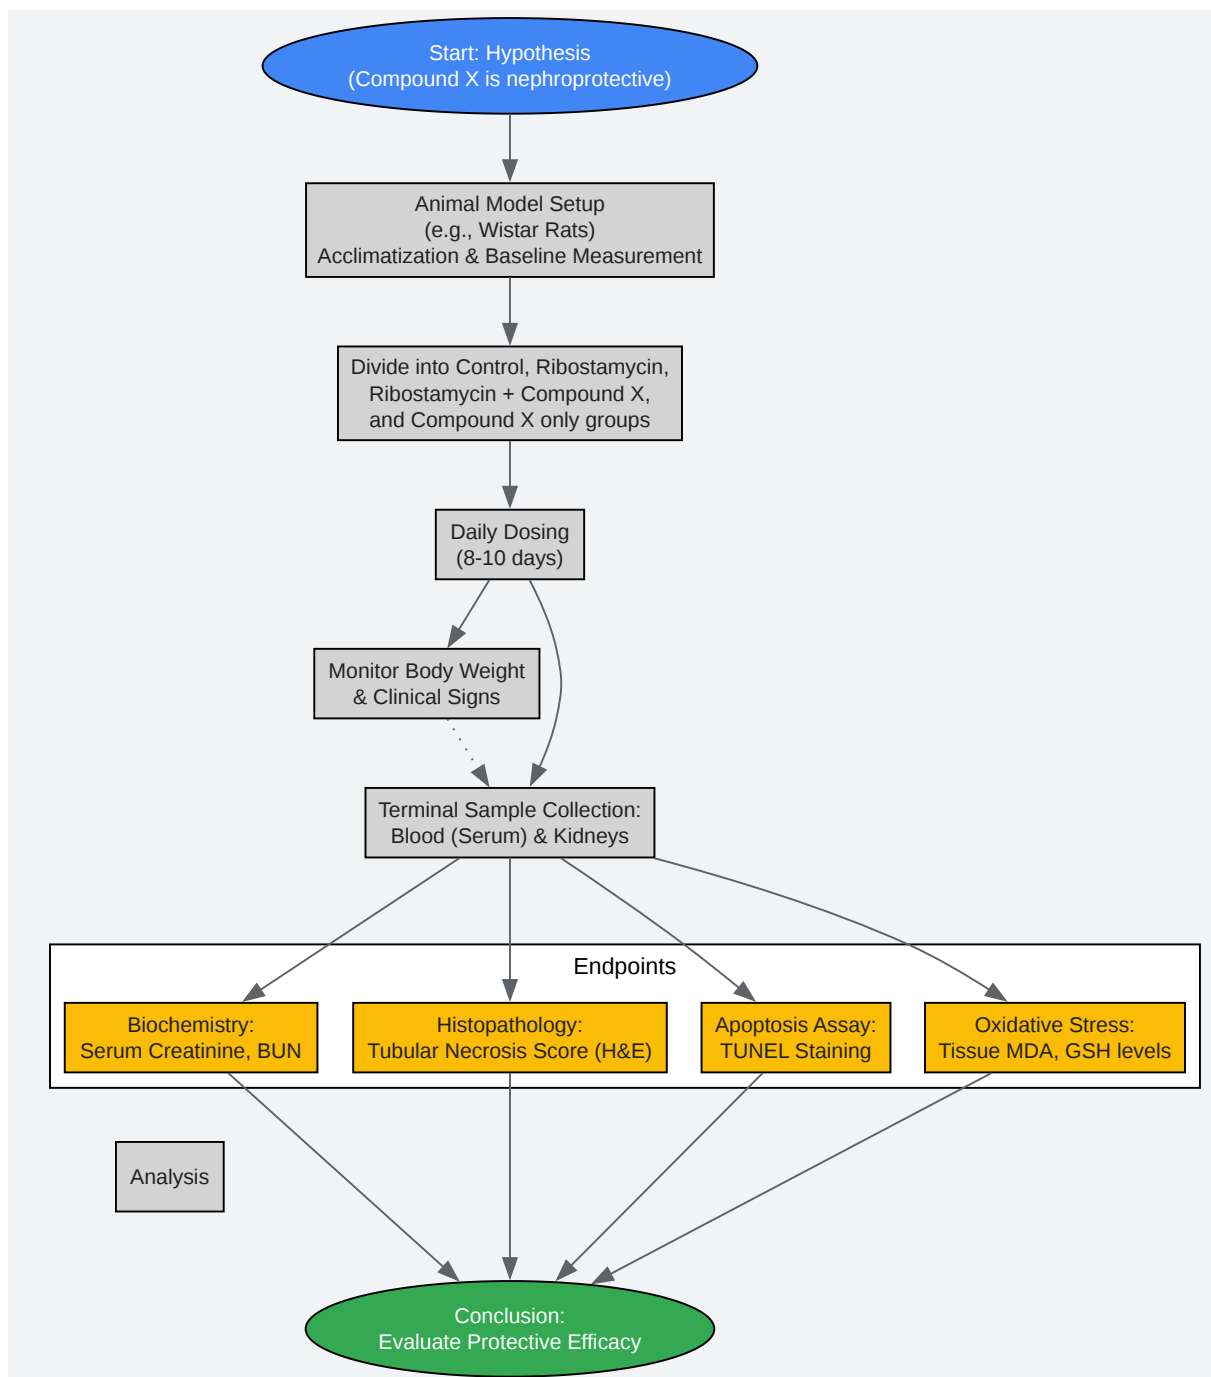 Start: Hypothesis
(Compound X is nephroprotective)
Animal Model Setup
(e.g., Wistar Rats)
Acclimatization & Baseline Measurement
Divide into Control, Ribostamycin,
Ribostamycin + Compound X,
and Compound X only groups
Daily Dosing
(8-10 days)
Monitor Body Weight
& Clinical Signs
Terminal Sample Collection:
Blood (Serum) & Kidneys
Endpoints
Biochemistry:
Serum Creatinine, BUN
Histopathology:
Tubular Necrosis Score (H&E)
Apoptosis Assay:
TUNEL Staining
Oxidative Stress:
Tissue MDA, GSH levels
Analysis
Conclusion:
Evaluate Protective Efficacy